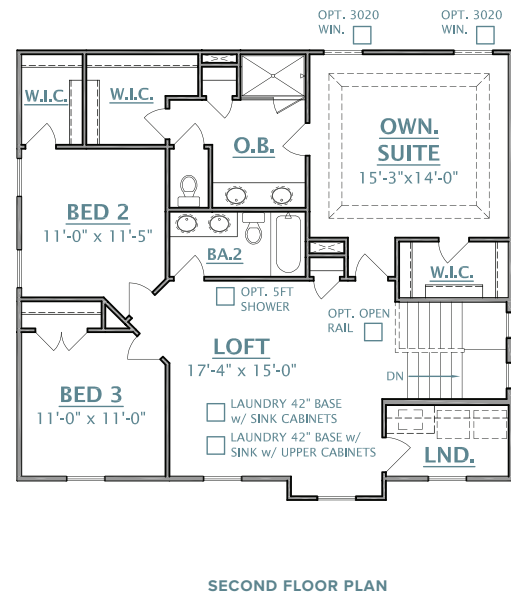 OPT. 3020
WIN.
OPT. 3020
WIN.
W.I.C.
W.I.C.
O.B.
OWN.
SUITE
15'-3"x14'-0"
BED 2
11'-0" x 11'-5"
BA.2
W.I.C.
OPT. 5FT
SHOWER
OPT. OPEN
RAIL
LOFT
17'-4" x 15'-0"
DN
BED 3
11'-0" x 11'-0"
LAUNDRY 42" BASE
w/ SINK CABINETS
LAUNDRY 42" BASE w/
SINK w/ UPPER CABINETS
LND.
SECOND FLOOR PLAN